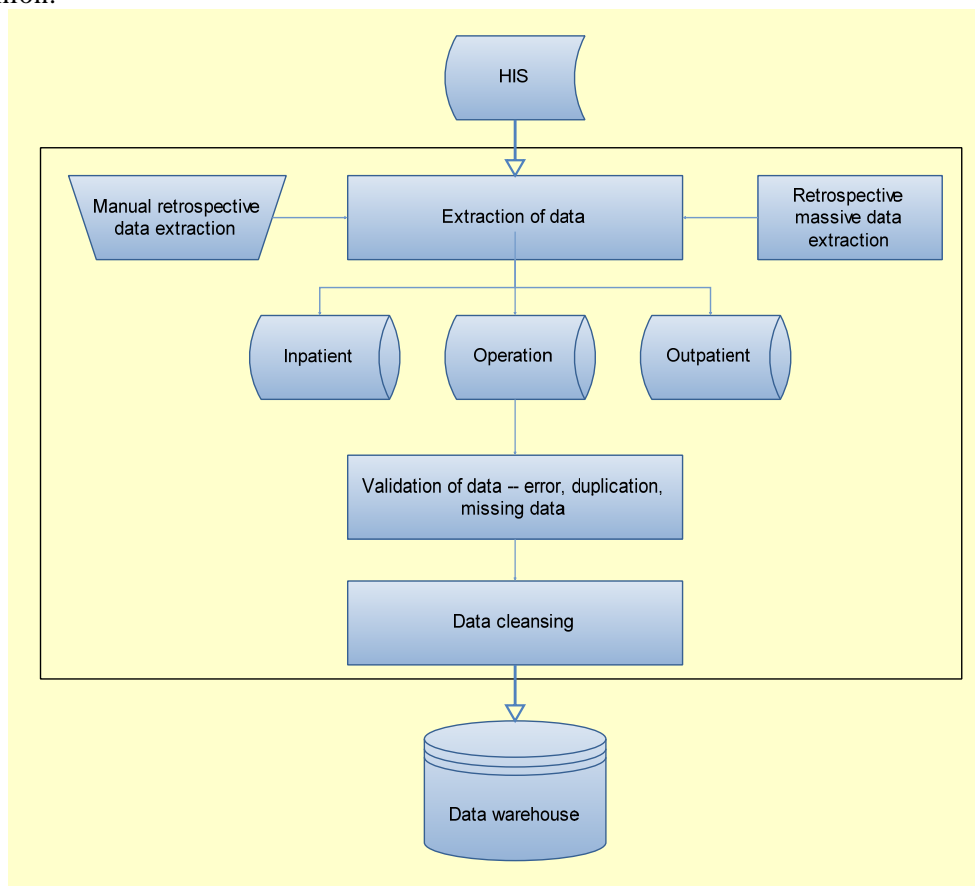 HIS
Manual retrospective
data extraction
Extraction of data
Retrospective
massive data
extraction
Inpatient
Operation
Outpatient
Validation of data -- error, duplication,
missing data
Data cleansing
Data warehouse